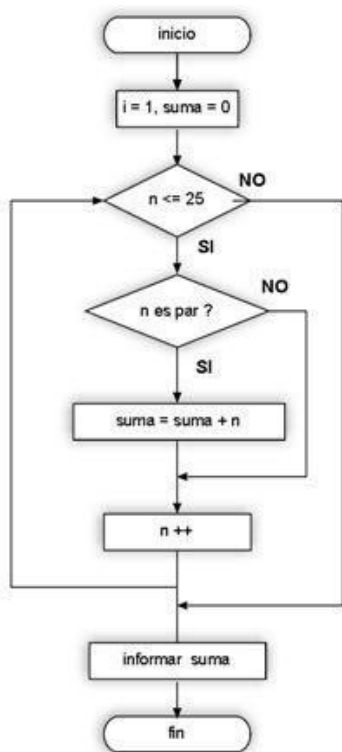 inicio
i = 1, suma = 0
n <= 25
NO
SI
n es par ?
NO
SI
suma = suma + n
n ++
informar suma
fin